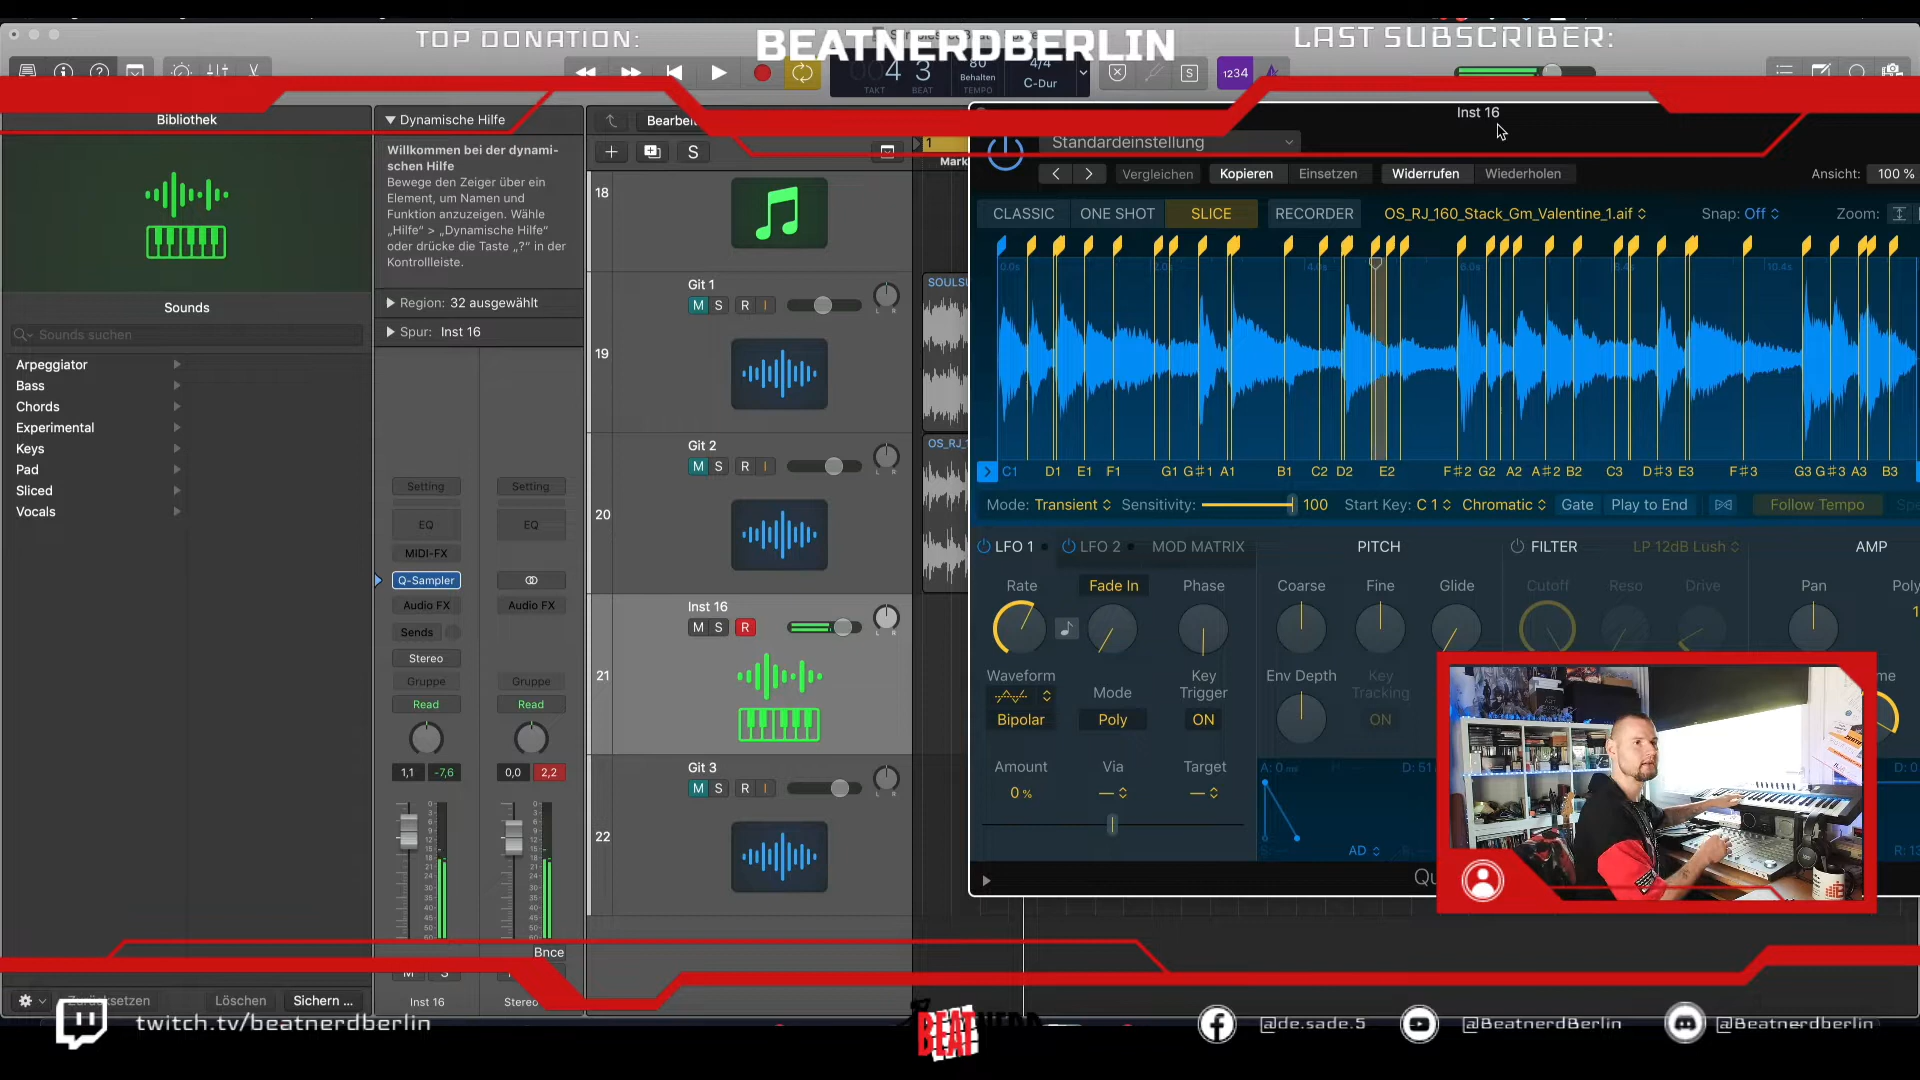 TOP DONATION:
BEATNERDBERLIN
LAST SUBSCRIBER:
4 3
TAKT
BEAT
80
Behalten
TEMPO
4/4
C-Dur
S
1234
Bibliothek
Sounds
Sounds suchen
Arpeggiator
Bass
Chords
Experimental
Keys
Pad
Sliced
Vocals
Zurücksetzen
Löschen
Sichern ...
Dynamische Hilfe
Willkommen bei der dynami-
schen Hilfe
Bewege den Zeiger über ein
Element, um Namen und
Funktion anzuzeigen. Wähle
„Hilfe“ > „Dynamische Hilfe“
oder drücke die Taste „?“ in der
Kontrollleiste.
Region: 32 ausgewählt
Spur: Inst 16
Setting
Setting
EQ
EQ
MIDI-FX
Q-Sampler
Audio FX
Audio FX
Sends
Stereo
Gruppe
Gruppe
Read
Read
1,1 -7,6
0,0 2,2
Bnce
M S
Inst 16
Stereo
S
1
18
Git 1
M S R I
L R
19
Git 2
M S R I
L R
20
Inst 16
M S R
21
Git 3
M S R I
L R
22
Inst 16
Standardeinstellung
Vergleichen
Kopieren
Einsetzen
Widerrufen
Wiederholen
Ansicht: 100 %
CLASSIC
ONE SHOT
SLICE
RECORDER
OS_RJ_160_Stack_Gm_Valentine_1.aif
Snap: Off
Zoom:
C1 D1 E1 F1 G1 G#1 A1 B1 C2 D2 E2 F#2 G2 A2 A#2 B2 C3 D#3 E3 F#3 G3 G#3 A3 B3
Mode: Transient
Sensitivity: 100
Start Key: C 1
Chromatic
Gate
Play to End
Follow Tempo
LFO 1
LFO 2
MOD MATRIX
PITCH
FILTER
LP 12dB Lush
AMP
Rate
Fade In
Phase
Coarse
Fine
Glide
Cutoff
Reso
Drive
Pan
Waveform
Bipolar
Mode
Poly
Key
Trigger
ON
Env Depth
Key
Tracking
ON
Amount
0 %
Via
Target
A: 0 ms
AD
twitch.tv/beatnerdberlin
BEATNERD
@de.sade.5
@BeatnerdBerlin
@Beatnerdberlin